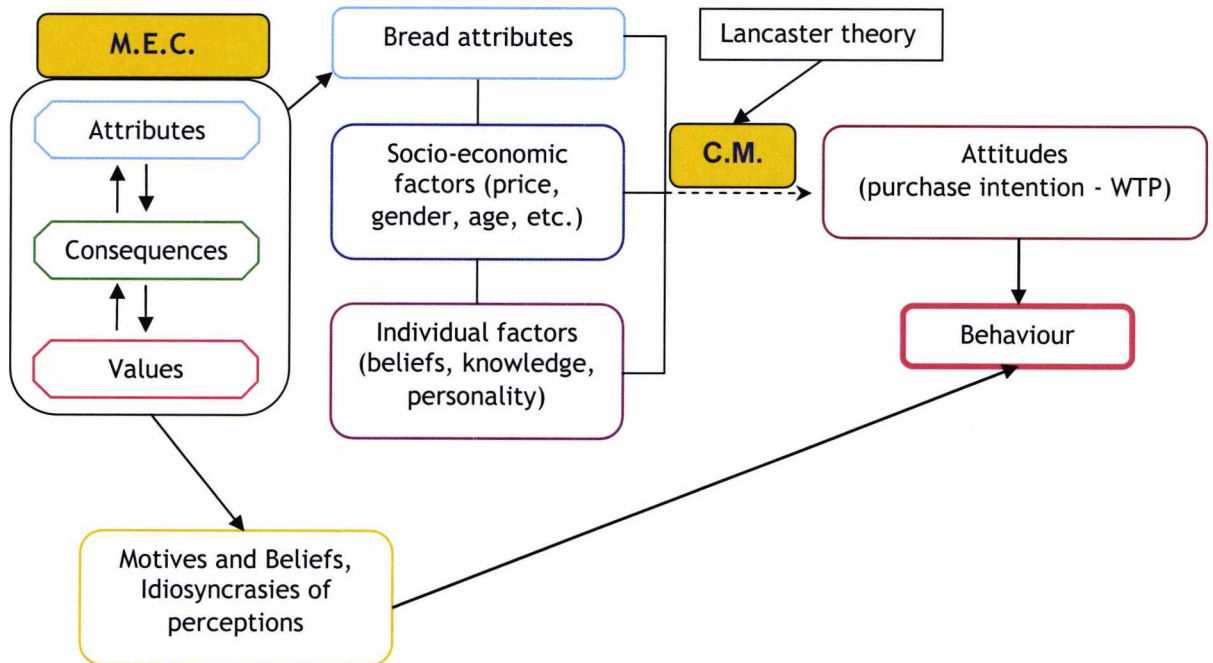 M.E.C.
Attributes
Consequences
Values
Bread attributes
Socio-economic
factors (price,
gender, age, etc.)
Individual factors
(beliefs, knowledge,
personality)
Lancaster theory
C.M.
Attitudes
(purchase intention - WTP)
Behaviour
Motives and Beliefs,
Idiosyncrasies of
perceptions